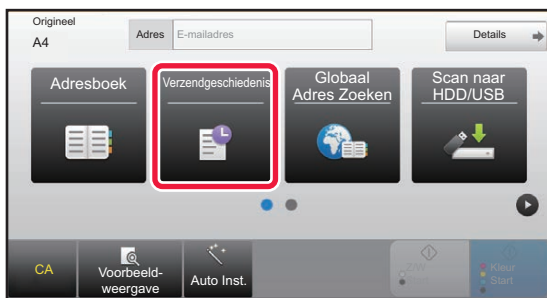 Origineel
A4
Adres
E-mailadres
Details
Adresboek
Verzendgeschiedenis
Globaal
Adres Zoeken
Scan naar
HDD/USB
CA
Voorbeeld-
weergave
Auto Inst.
Z/W
Start
Kleur
Start